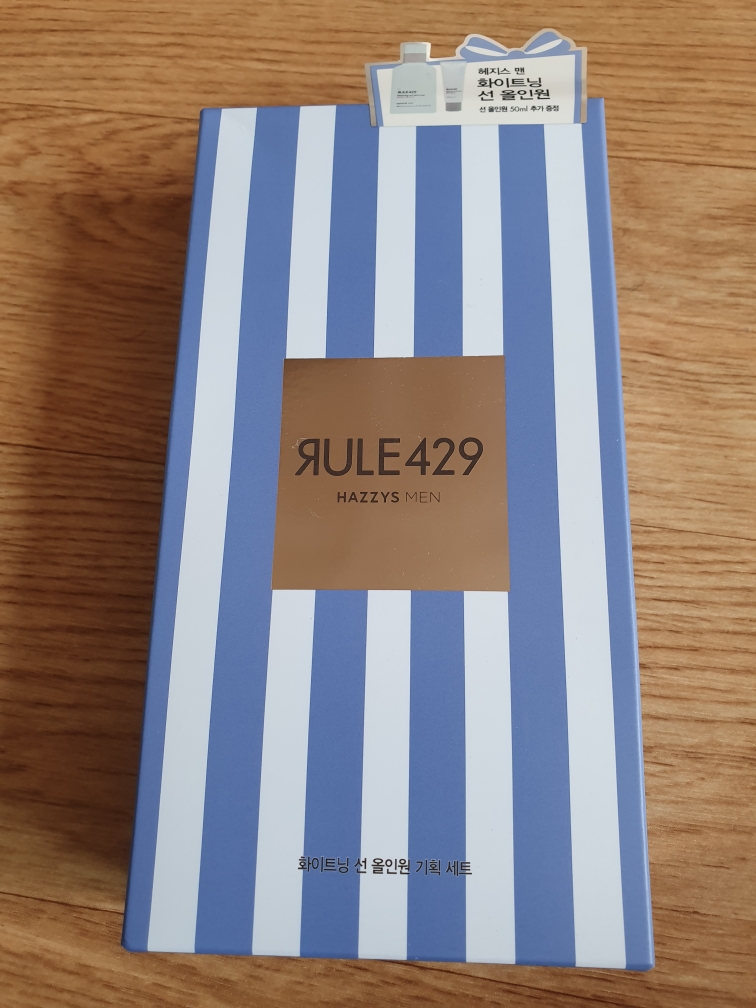 헤지스 맨
화이트닝
선 올인원
선 올인원 50ml 추가 증정
ЯULE429
HAZZYS MEN
화이트닝 선 올인원 기획 세트